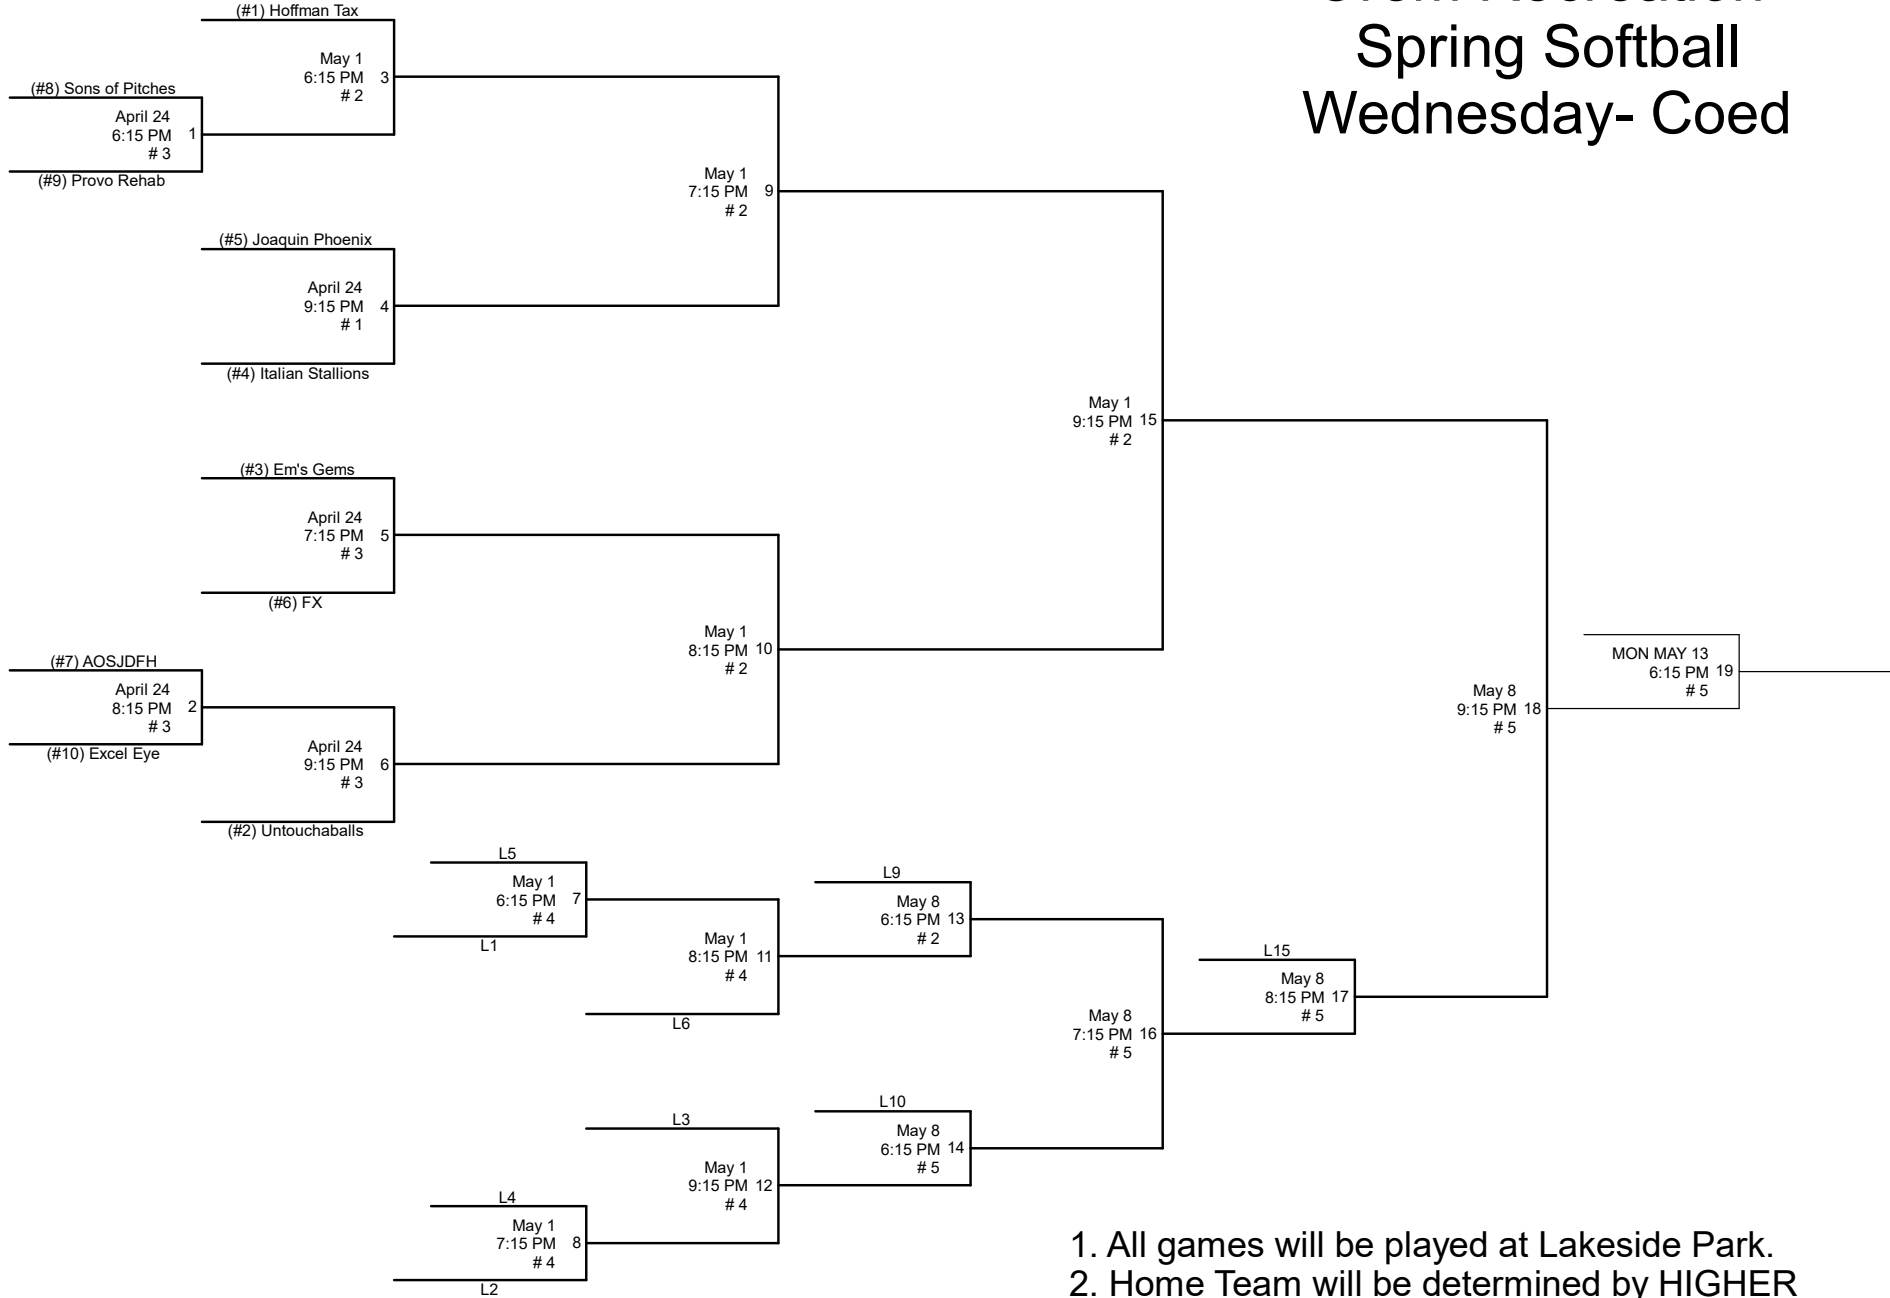 Spring Softball
Wednesday- Coed
(#1) Hoffman Tax
May 1
6:15 PM 3
# 2
(#8) Sons of Pitches
April 24
6:15 PM 1
# 3
(#9) Provo Rehab
May 1
7:15 PM 9
# 2
(#5) Joaquin Phoenix
April 24
9:15 PM 4
# 1
(#4) Italian Stallions
May 1
9:15 PM 15
# 2
(#3) Em's Gems
April 24
7:15 PM 5
# 3
(#6) FX
May 1
8:15 PM 10
# 2
(#7) AOSJDFH
April 24
8:15 PM 2
# 3
(#10) Excel Eye
April 24
9:15 PM 6
# 3
(#2) Untouchaballs
MON MAY 13
6:15 PM 19
# 5
May 8
9:15 PM 18
# 5
L5
May 1
6:15 PM 7
# 4
L1
May 1
8:15 PM 11
# 4
L6
L9
May 8
6:15 PM 13
# 2
L15
May 8
8:15 PM 17
# 5
May 8
7:15 PM 16
# 5
L3
May 1
9:15 PM 12
# 4
L10
May 8
6:15 PM 14
# 5
L4
May 1
7:15 PM 8
# 4
L2
1. All games will be played at Lakeside Park.
2. Home Team will be determined by HIGHER